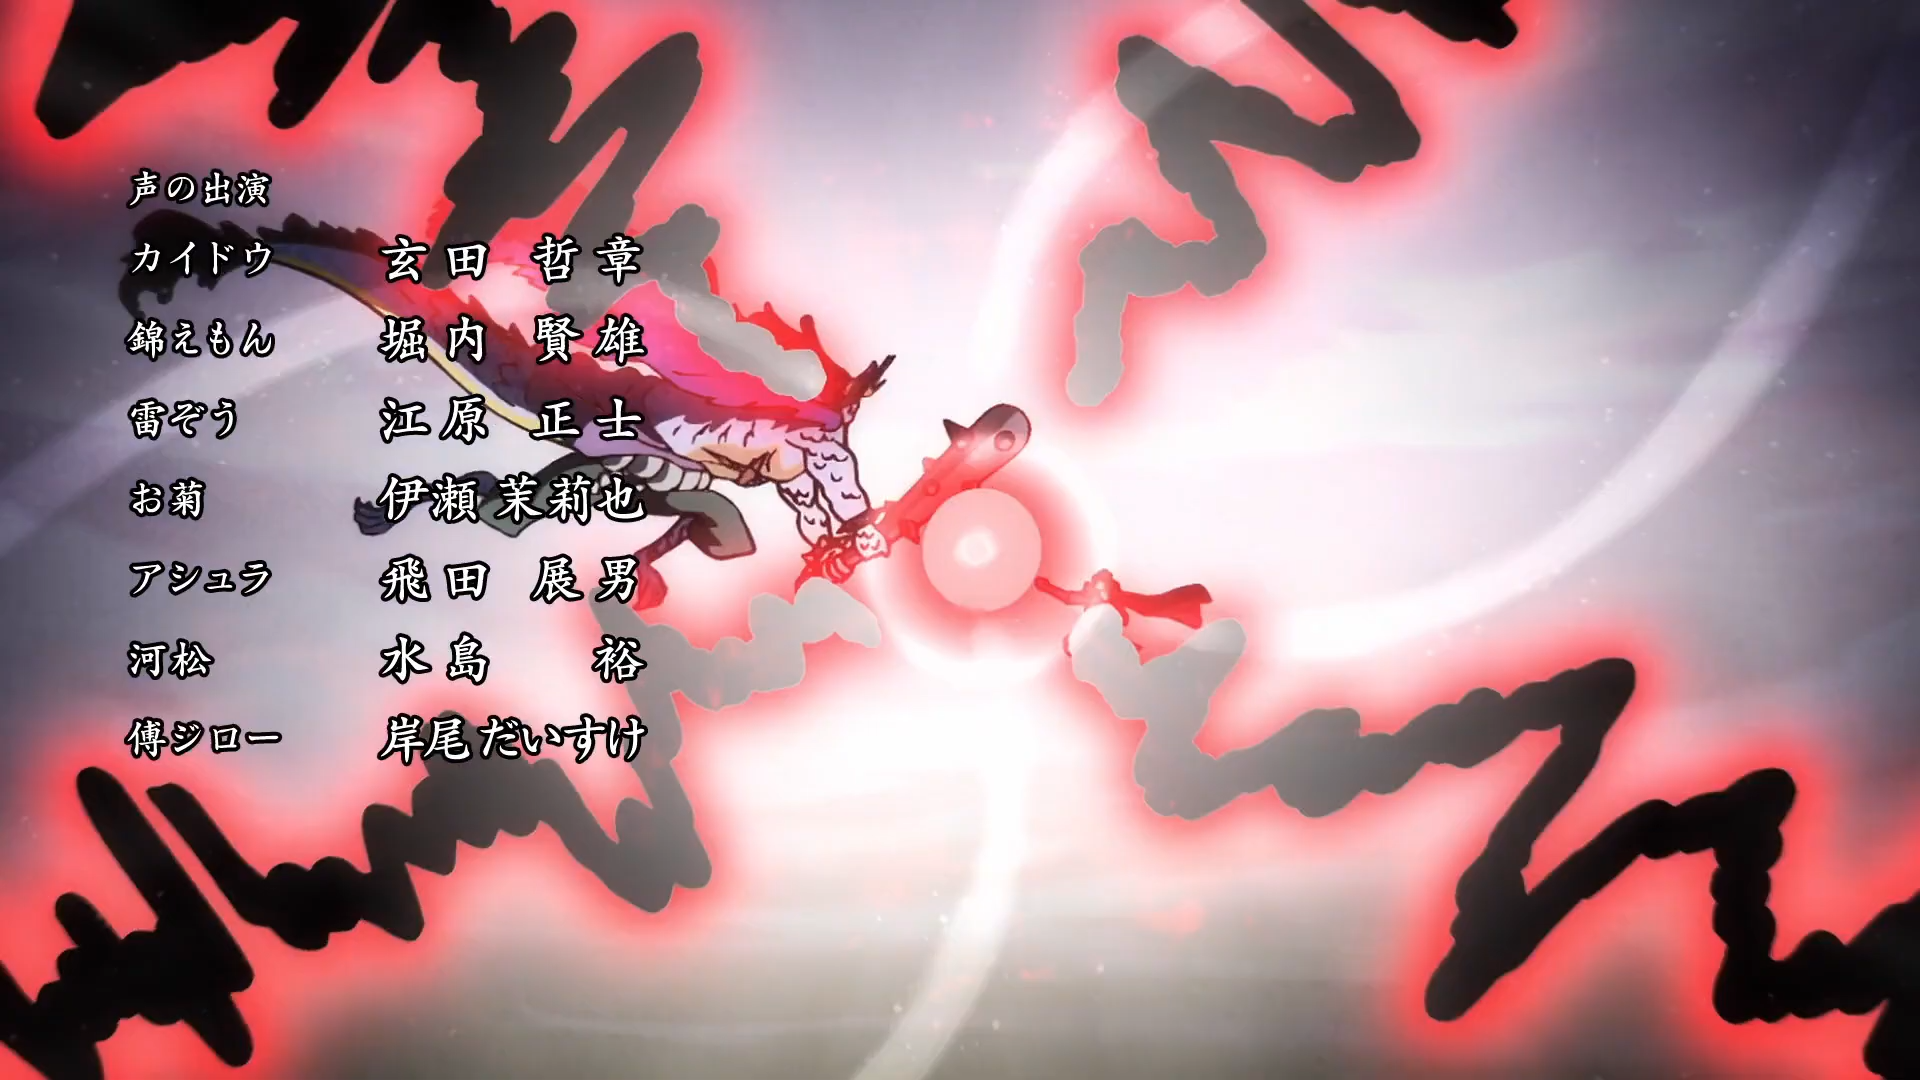 声の出演
カイドウ 玄田 哲章
錦えもん 堀内 賢雄
雷ぞう 江原 正士
お菊 伊瀬 茉莉也
アシュラ 飛田 展男
河松 水島 裕
傅ジロー 岸尾 だいすけ